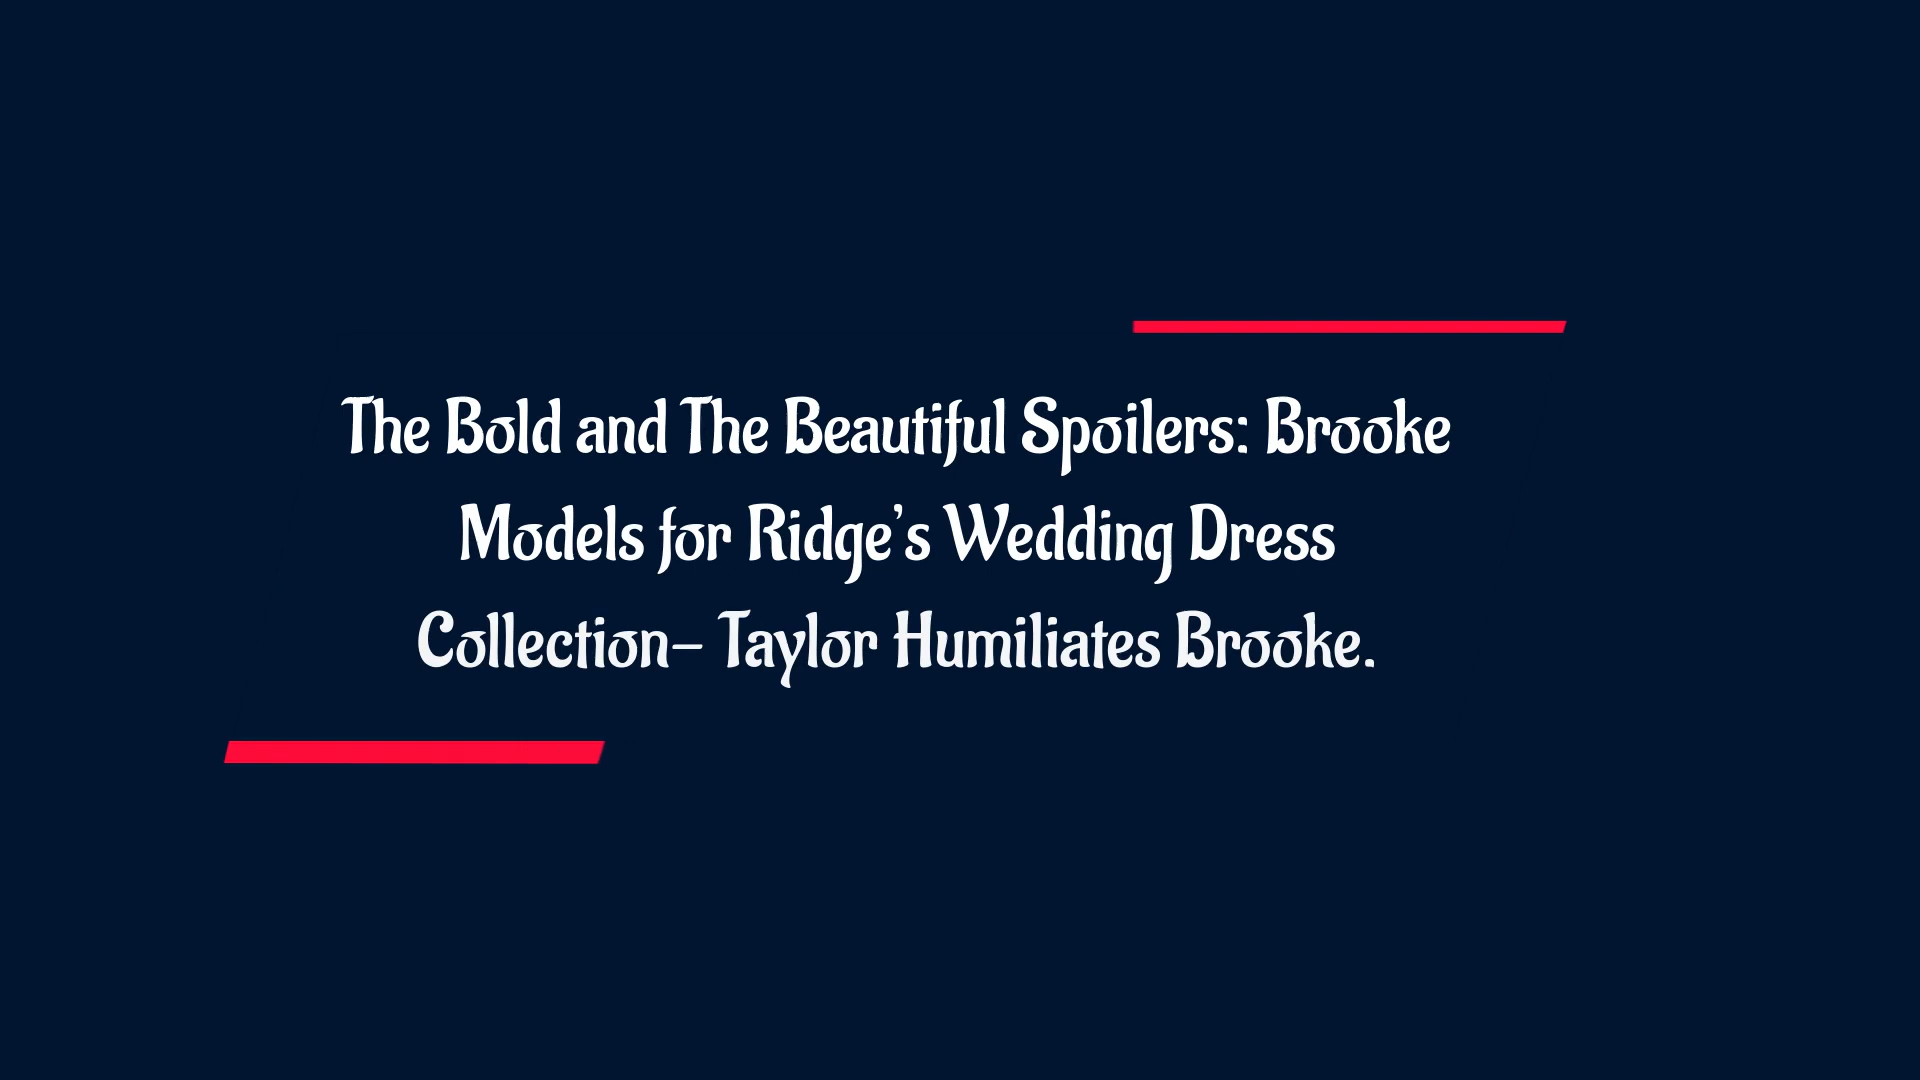 The Bold and The Beautiful Spoilers: Brooke
Models for Ridge’s Wedding Dress
Collection– Taylor Humiliates Brooke.